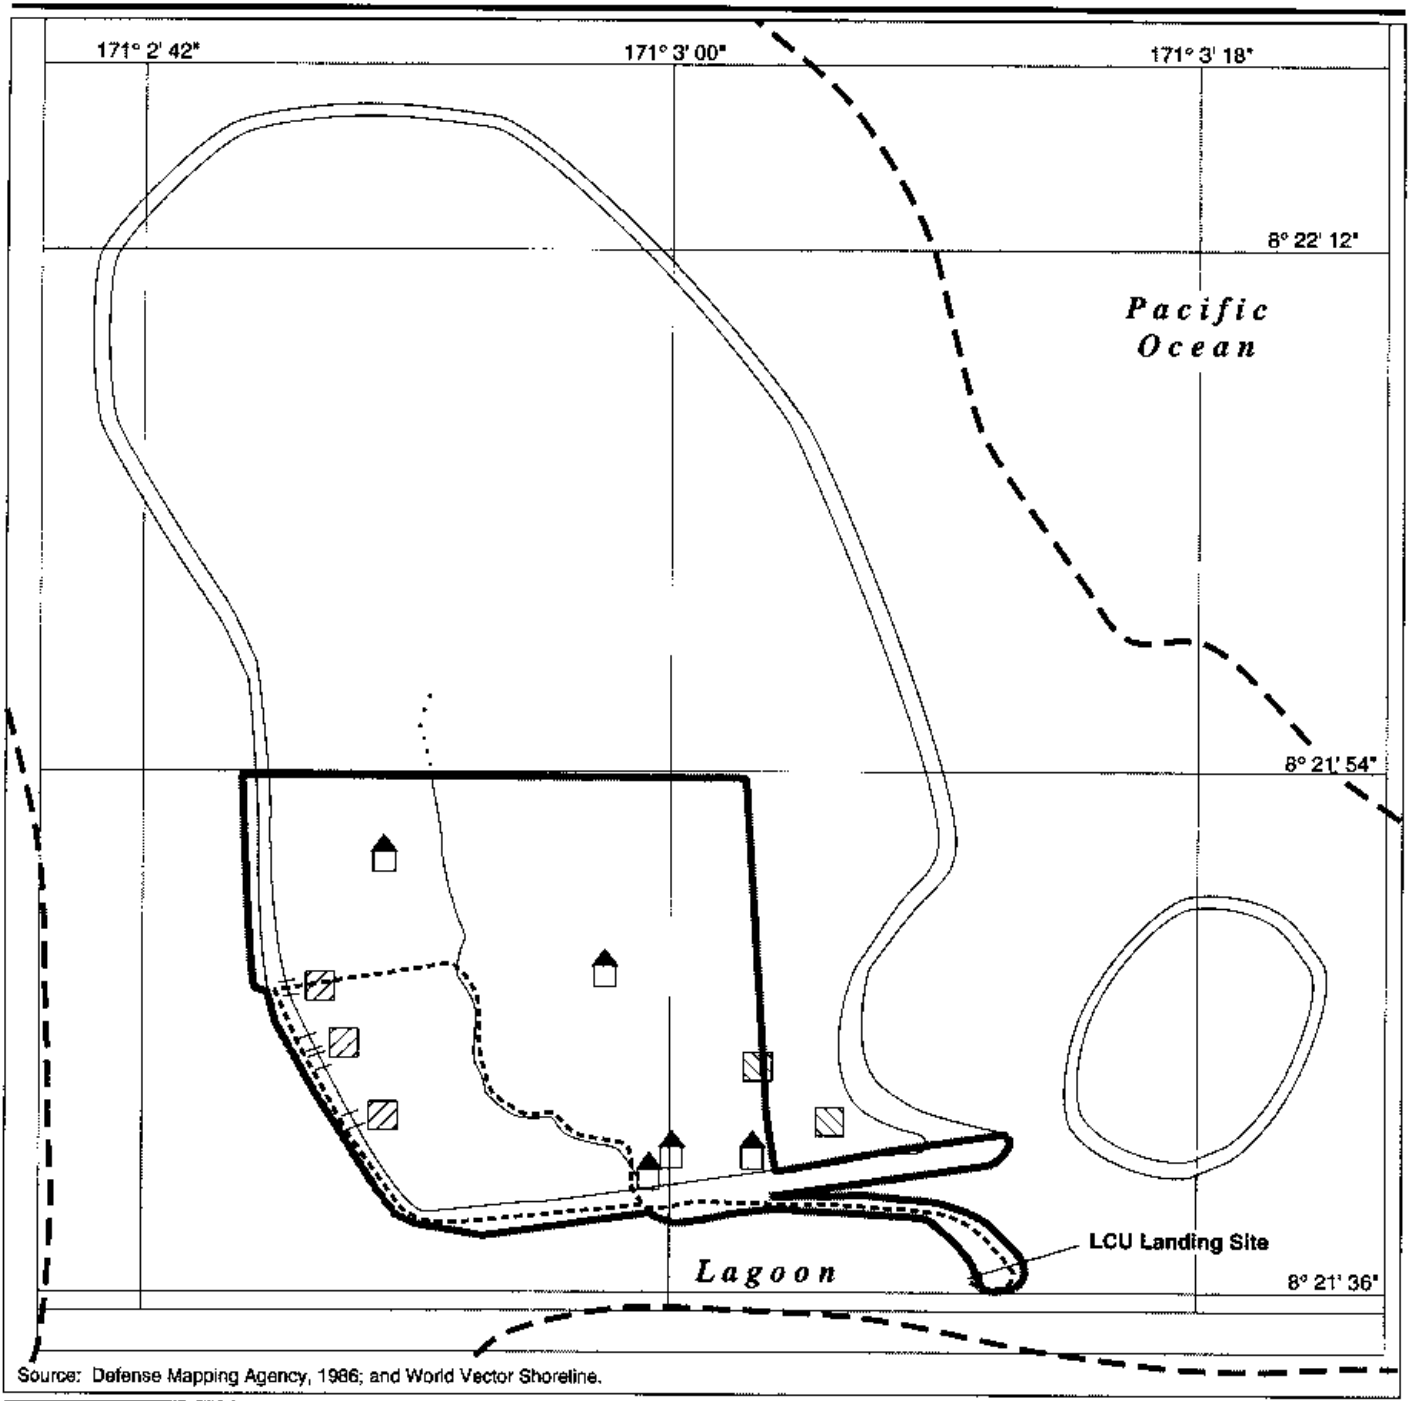 171° 2' 42"
171° 3' 00"
171° 3' 18"
8° 22' 12"
Pacific
Ocean
8° 21' 54"
LCU Landing Site
Lagoon
8° 21' 36"
Source: Defense Mapping Agency, 1986; and World Vector Shoreline.